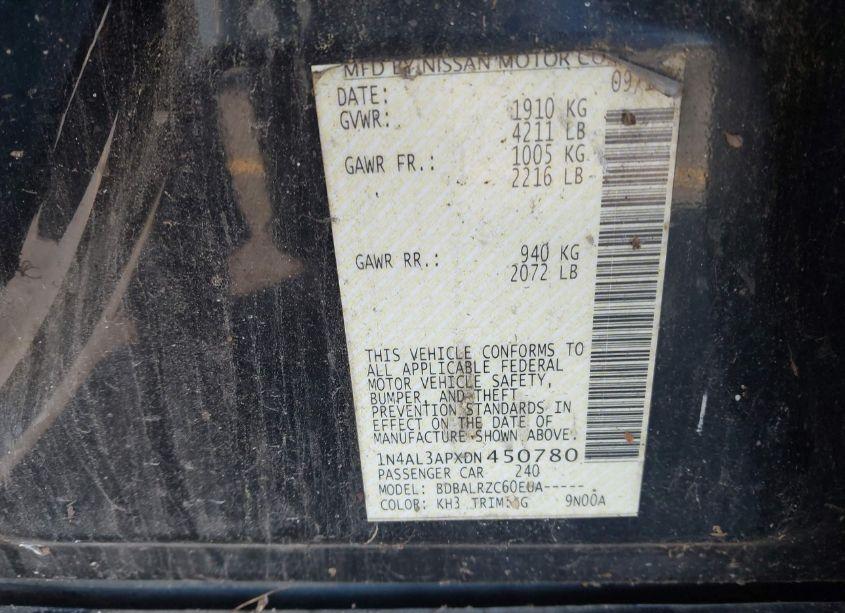 MFD BY NISSAN MOTOR CO
DATE: 09/
GVWR: 1910 KG
4211 LB
GAWR FR.: 1005 KG
2216 LB
GAWR RR.: 940 KG
2072 LB
THIS VEHICLE CONFORMS TO
ALL APPLICABLE FEDERAL
MOTOR VEHICLE SAFETY,
BUMPER, AND THEFT
PREVENTION STANDARDS IN
EFFECT ON THE DATE OF
MANUFACTURE SHOWN ABOVE.
1N4AL3APXDN450780
PASSENGER CAR 240
MODEL: BDBALRZC60EUA-----
COLOR: KH3 TRIM: G 9N00A